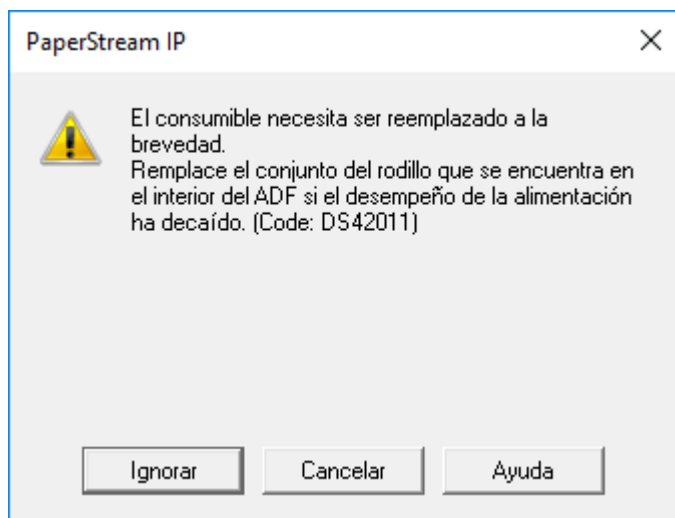 PaperStream IP
El consumible necesita ser reemplazado a la
brevedad.
Remplace el conjunto del rodillo que se encuentra en
el interior del ADF si el desempeño de la alimentación
ha decaído. (Code: DS42011)
Ignorar
Cancelar
Ayuda